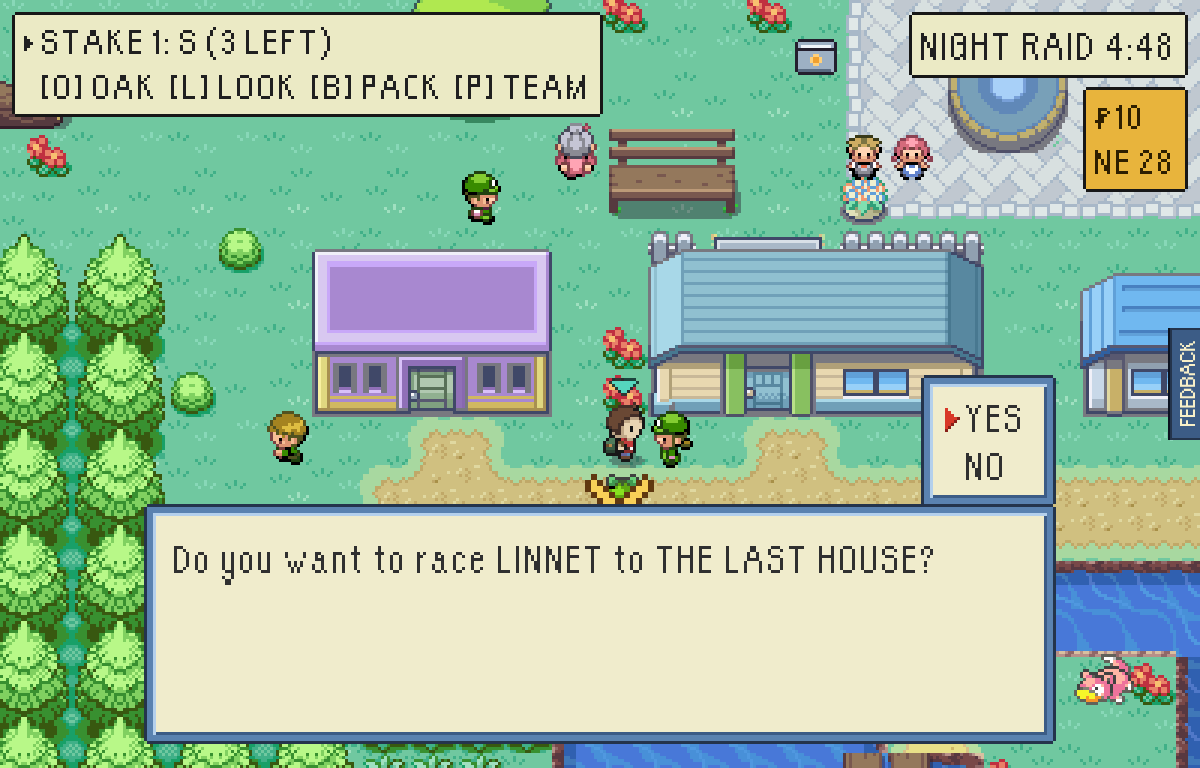 STAKE 1: S (3 LEFT)
[O] OAK [L] LOOK [B] PACK [P] TEAM
NIGHT RAID 4:48
₽10
NE 28
FEEDBACK
YES
NO
Do you want to race LINNET to THE LAST HOUSE?